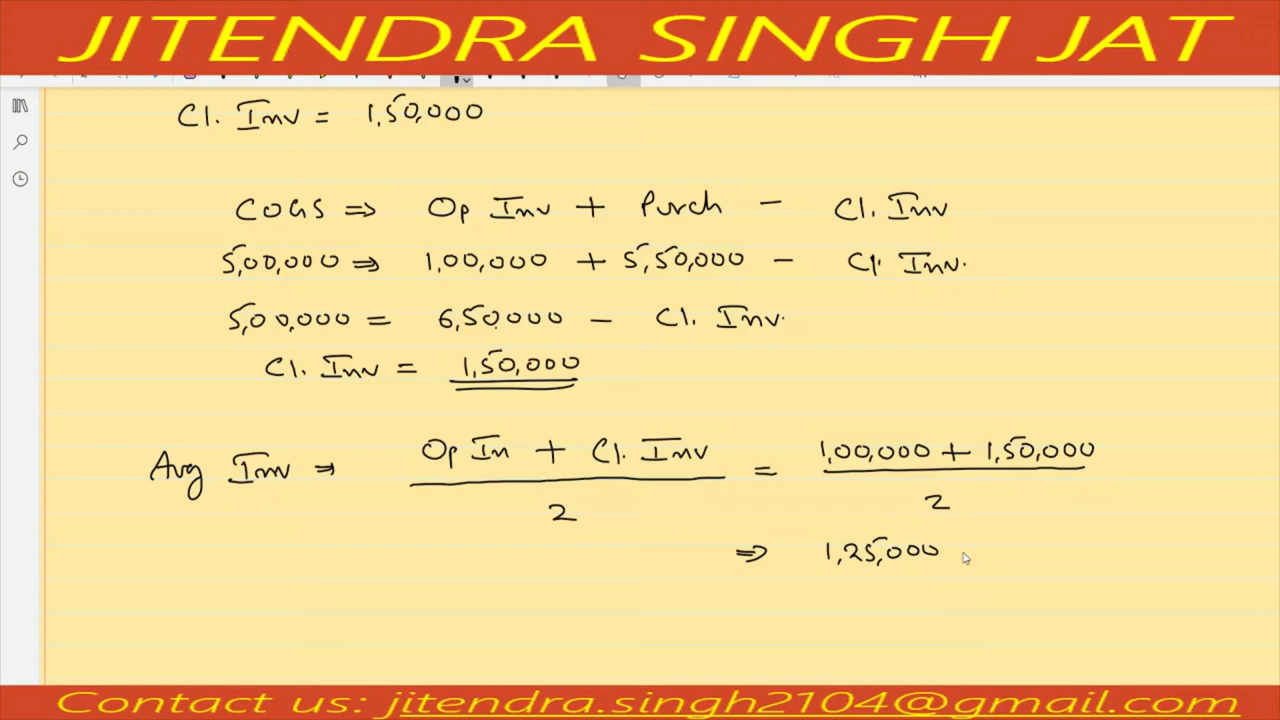 JITENDRA SINGH JAT
Cl. Inv = 1,50,000
COGS ⇒ Op Inv + Purch - Cl. Inv
5,00,000 ⇒ 1,00,000 + 5,50,000 - Cl. Inv.
5,00,000 = 6,50,000 - Cl. Inv.
Cl. Inv = 1,50,000
Avg Inv ⇒ Op In + Cl. Inv = 1,00,000 + 1,50,000
2 2
⇒ 1,25,000
Contact us: jitendra.singh2104@gmail.com